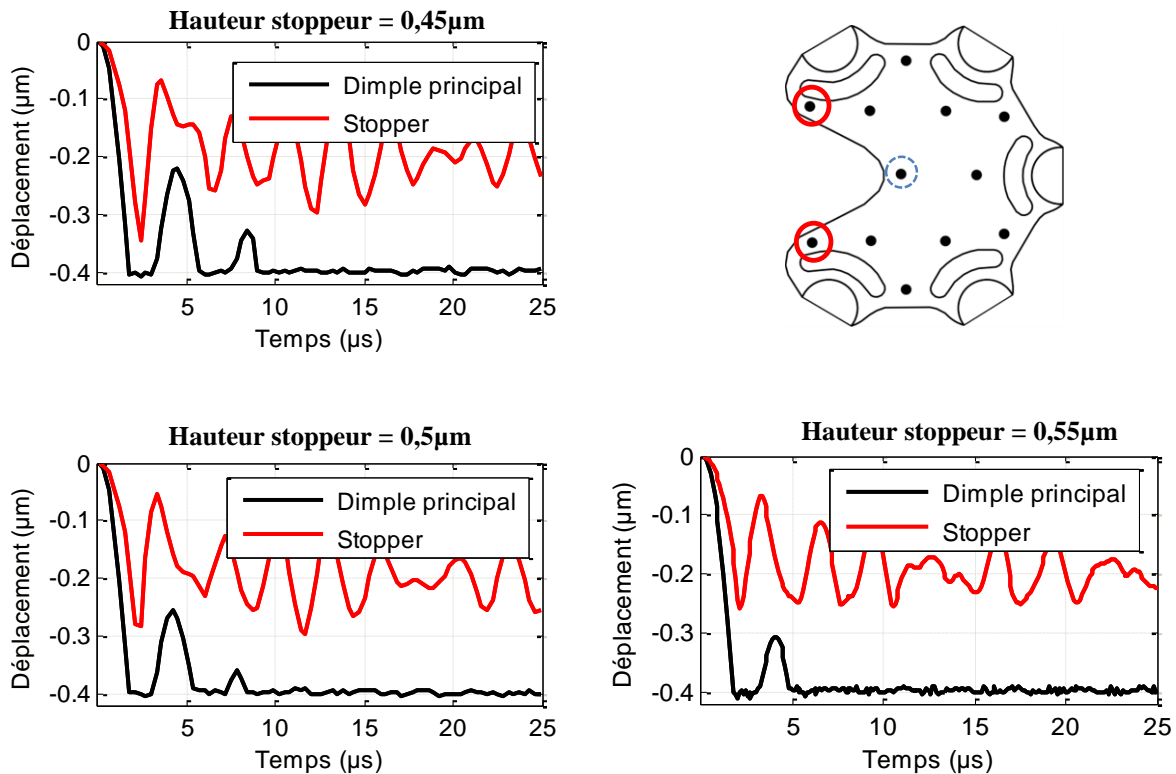 Hauteur stoppeur = 0,45µm
0
-0.1
-0.2
-0.3
-0.4
Déplacement (µm)
Dimple principal
Stopper
5
10
15
20
25
Temps (µs)
Hauteur stoppeur = 0,5µm
0
-0.1
-0.2
-0.3
-0.4
Déplacement (µm)
Dimple principal
Stopper
5
10
15
20
25
Temps (µs)
Hauteur stoppeur = 0,55µm
0
-0.1
-0.2
-0.3
-0.4
Déplacement (µm)
Dimple principal
Stopper
5
10
15
20
25
Temps (µs)